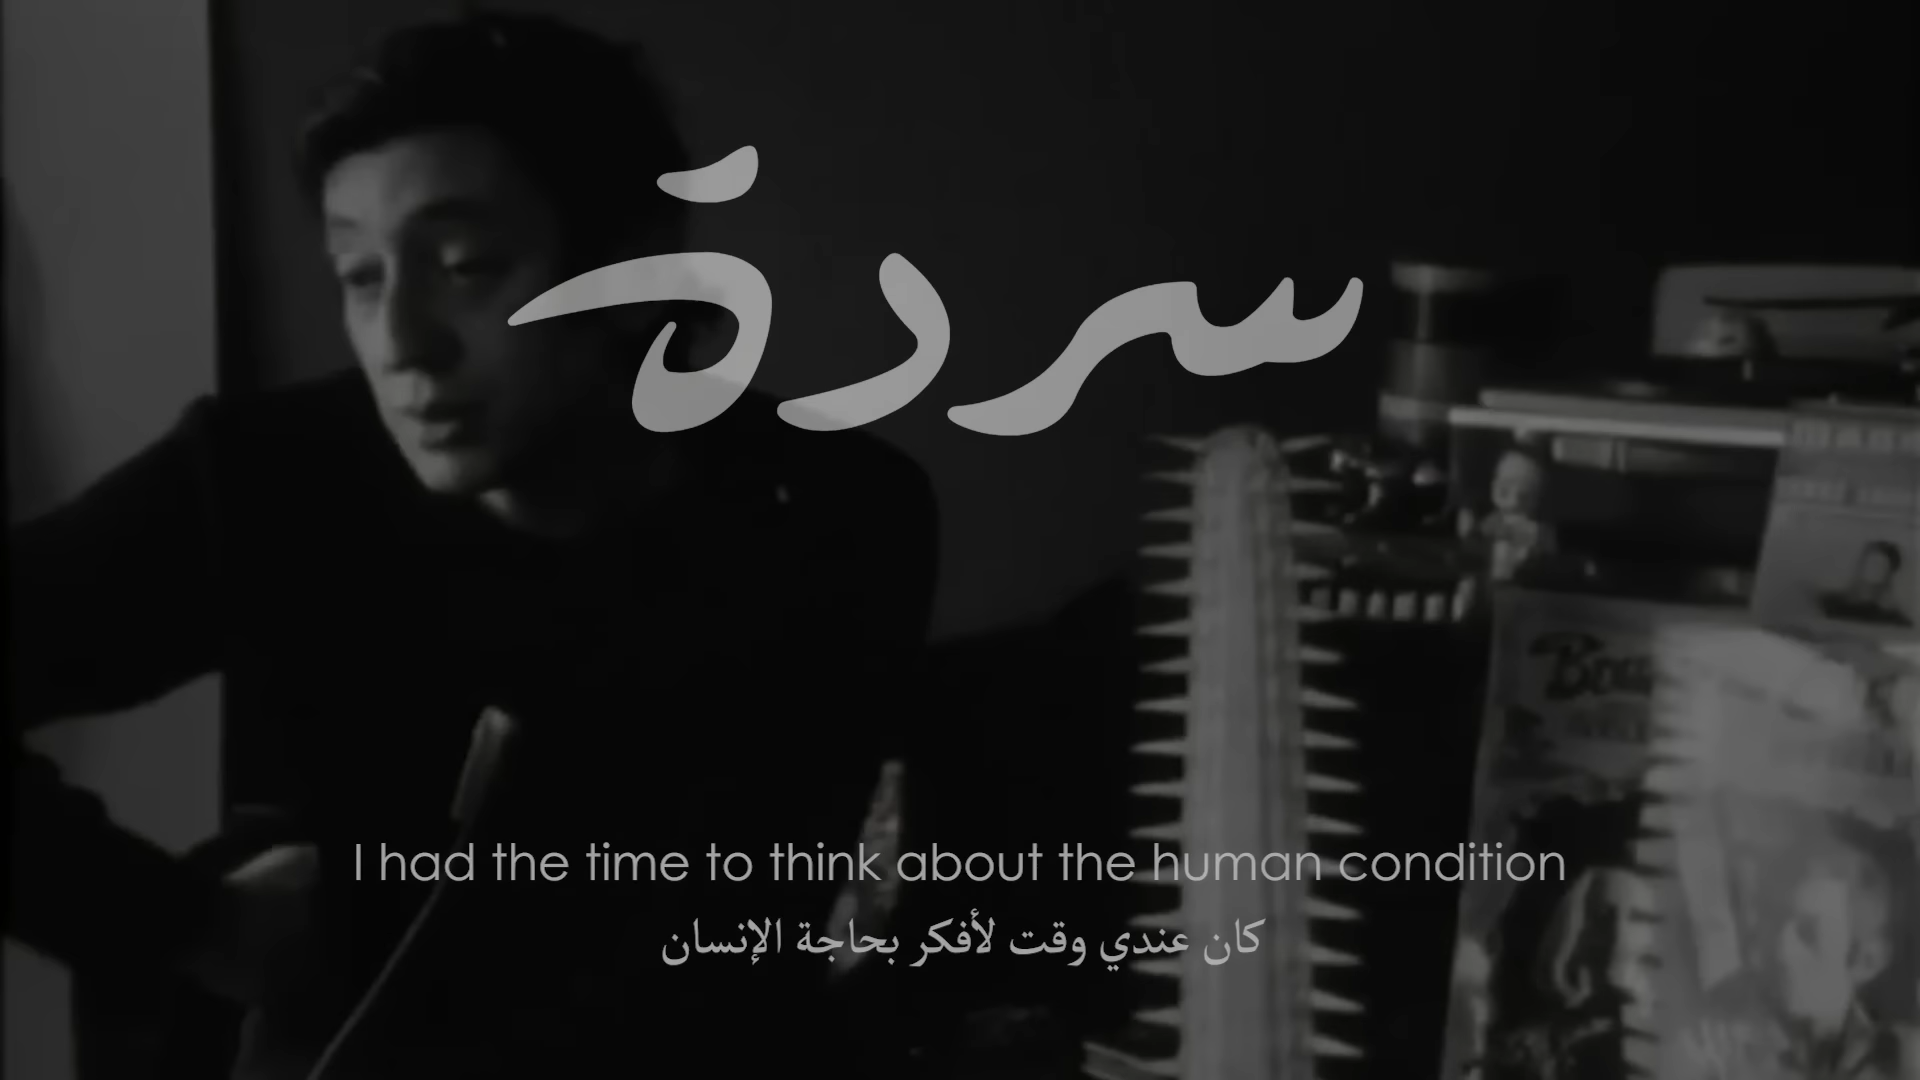 سردة
I had the time to think about the human condition
كان عندي وقت لأفكر بحاجة الإنسان